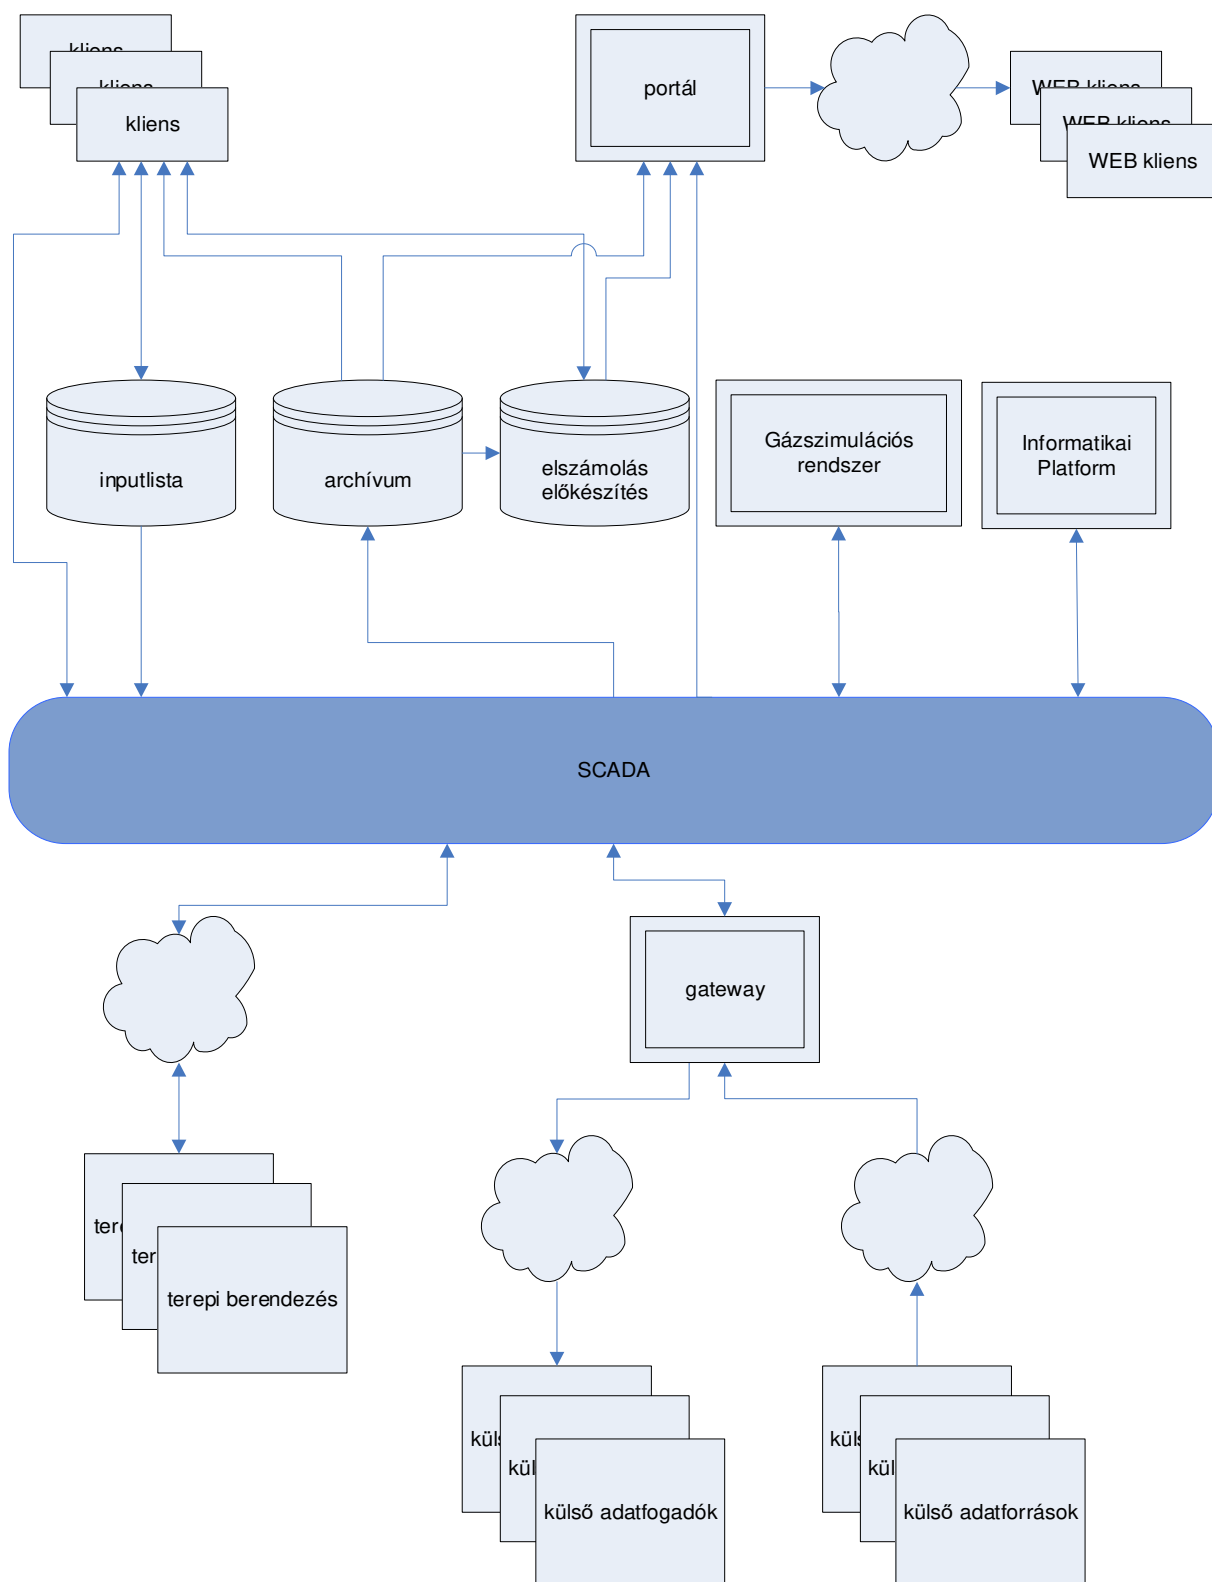 kliens
kliens
kliens
portál
WEB kliens
WEB kliens
WEB kliens
inputlista
archívum
elszámolás
előkészítés
Gázszimulációs
rendszer
Informatikai
Platform
SCADA
gateway
terepi berendezés
külső adatfogadók
külső adatforrások